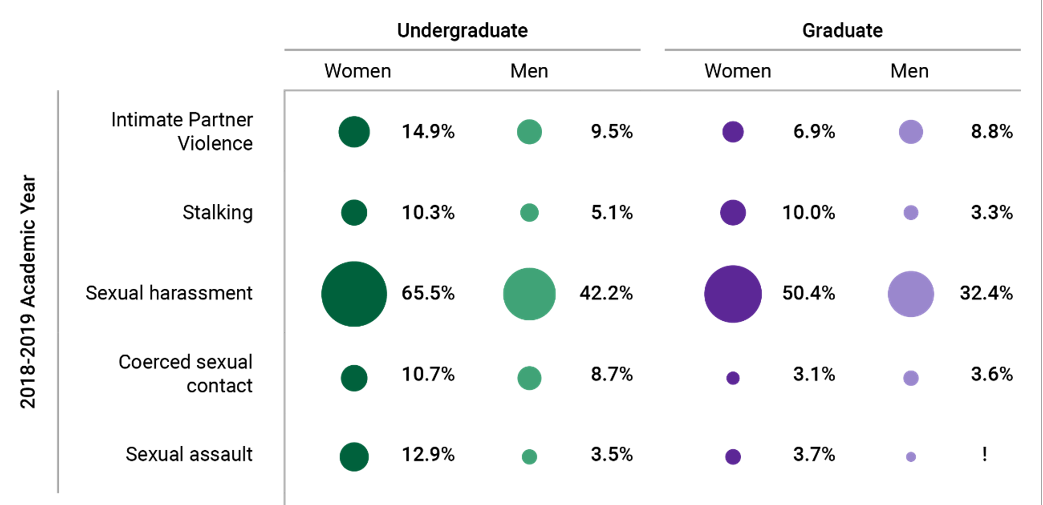 Undergraduate Graduate
Women Men Women Men
2018-2019 Academic Year
Intimate Partner
Violence 14.9% 9.5% 6.9% 8.8%
Stalking 10.3% 5.1% 10.0% 3.3%
Sexual harassment 65.5% 42.2% 50.4% 32.4%
Coerced sexual
contact 10.7% 8.7% 3.1% 3.6%
Sexual assault 12.9% 3.5% 3.7% !